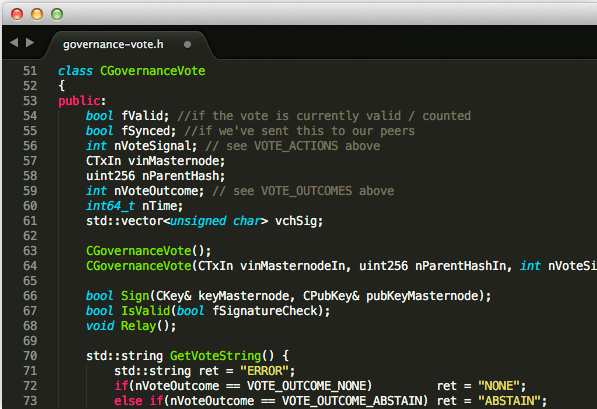 governance-vote.h
51 class CGovernanceVote
52 {
53 public:
54     bool fValid; //if the vote is currently valid / counted
55     bool fSynced; //if we've sent this to our peers
56     int nVoteSignal; // see VOTE_ACTIONS above
57     CTxIn vinMasternode;
58     uint256 nParentHash;
59     int nVoteOutcome; // see VOTE_OUTCOMES above
60     int64_t nTime;
61     std::vector<unsigned char> vchSig;
62
63     CGovernanceVote();
64     CGovernanceVote(CTxIn vinMasternodeIn, uint256 nParentHashIn, int nVoteSi
65
66     bool Sign(CKey& keyMasternode, CPubKey& pubKeyMasternode);
67     bool IsValid(bool fSignatureCheck);
68     void Relay();
69
70     std::string GetVoteString() {
71         std::string ret = "ERROR";
72         if(nVoteOutcome == VOTE_OUTCOME_NONE)         ret = "NONE";
73         else if(nVoteOutcome == VOTE_OUTCOME_ABSTAIN) ret = "ABSTAIN";